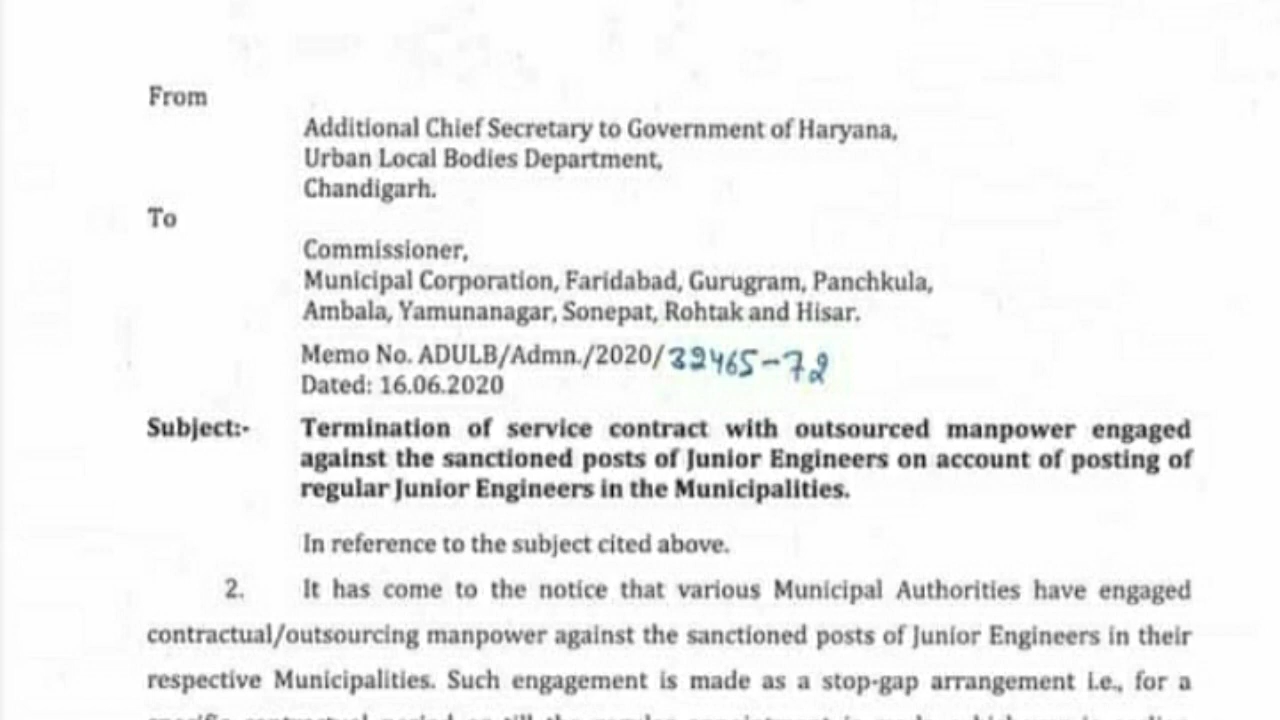 From
Additional Chief Secretary to Government of Haryana,
Urban Local Bodies Department,
Chandigarh.
To
Commissioner,
Municipal Corporation, Faridabad, Gurugram, Panchkula,
Ambala, Yamunanagar, Sonepat, Rohtak and Hisar.
Memo No. ADULB/Admn./2020/32465-72
Dated: 16.06.2020
Subject:- Termination of service contract with outsourced manpower engaged
against the sanctioned posts of Junior Engineers on account of posting of
regular Junior Engineers in the Municipalities.
In reference to the subject cited above.
2. It has come to the notice that various Municipal Authorities have engaged
contractual/outsourcing manpower against the sanctioned posts of Junior Engineers in their
respective Municipalities. Such engagement is made as a stop-gap arrangement i.e., for a